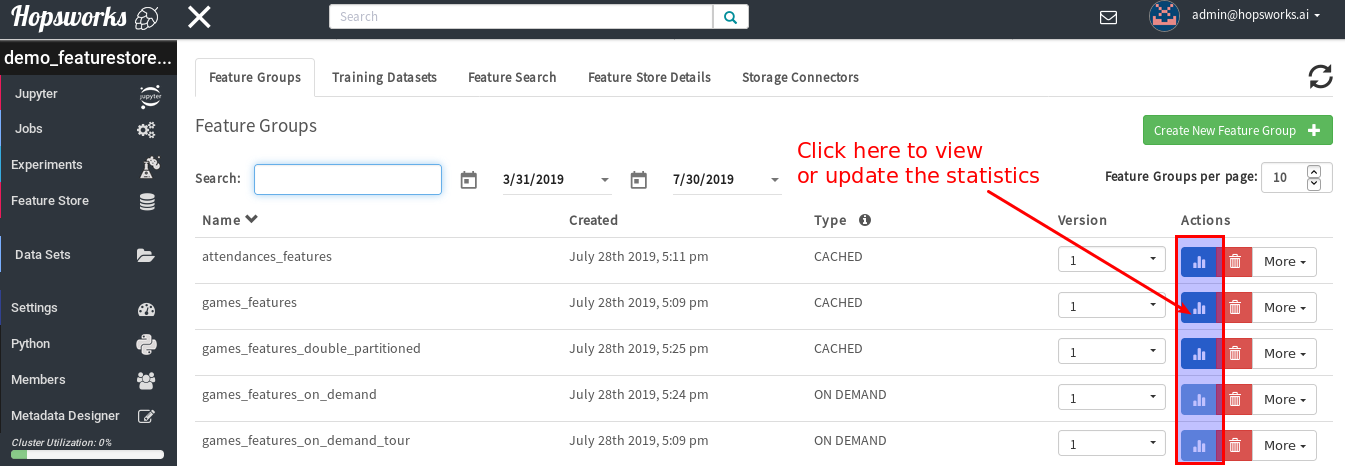 Hopsworks
Search
admin@hopsworks.ai
demo_featurestore...
Jupyter
jupyter
Jobs
Experiments
Feature Store
Data Sets
Settings
Python
Members
Metadata Designer
Cluster Utilization: 0%
Feature Groups Training Datasets Feature Search Feature Store Details Storage Connectors
Feature Groups
Create New Feature Group +
Click here to view
or update the statistics
Search: 3/31/2019 7/30/2019 Feature Groups per page: 10
Name Created Type Version Actions
attendances_features July 28th 2019, 5:11 pm CACHED 1 More
games_features July 28th 2019, 5:09 pm CACHED 1 More
games_features_double_partitioned July 28th 2019, 5:25 pm CACHED 1 More
games_features_on_demand July 28th 2019, 5:24 pm ON DEMAND 1 More
games_features_on_demand_tour July 28th 2019, 5:09 pm ON DEMAND 1 More